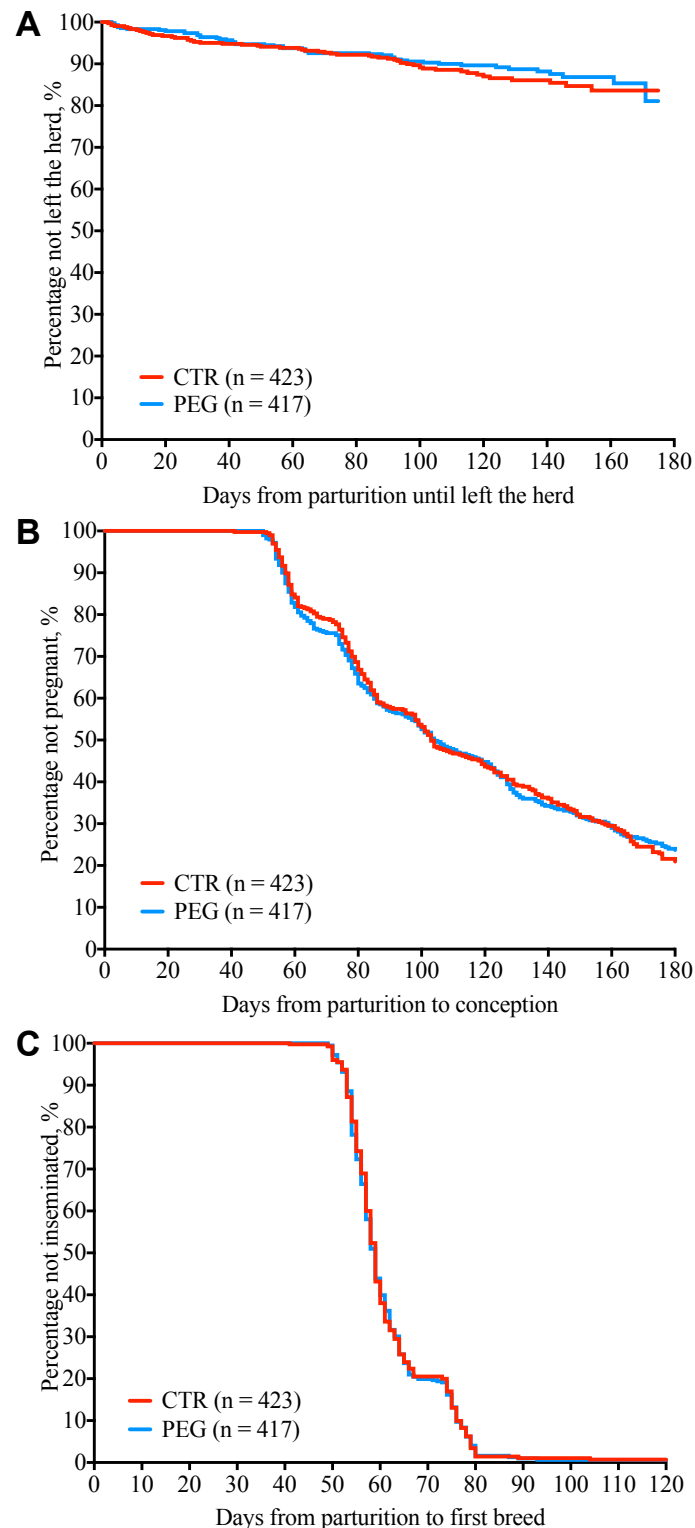 A
Percentage not left the herd, %
100
90
80
70
60
50
40
30
20
10
0
CTR (n = 423)
PEG (n = 417)
0 20 40 60 80 100 120 140 160 180
Days from parturition until left the herd
B
Percentage not pregnant, %
100
90
80
70
60
50
40
30
20
10
0
CTR (n = 423)
PEG (n = 417)
0 20 40 60 80 100 120 140 160 180
Days from parturition to conception
C
Percentage not inseminated, %
100
90
80
70
60
50
40
30
20
10
0
CTR (n = 423)
PEG (n = 417)
0 10 20 30 40 50 60 70 80 90 100 110 120
Days from parturition to first breed